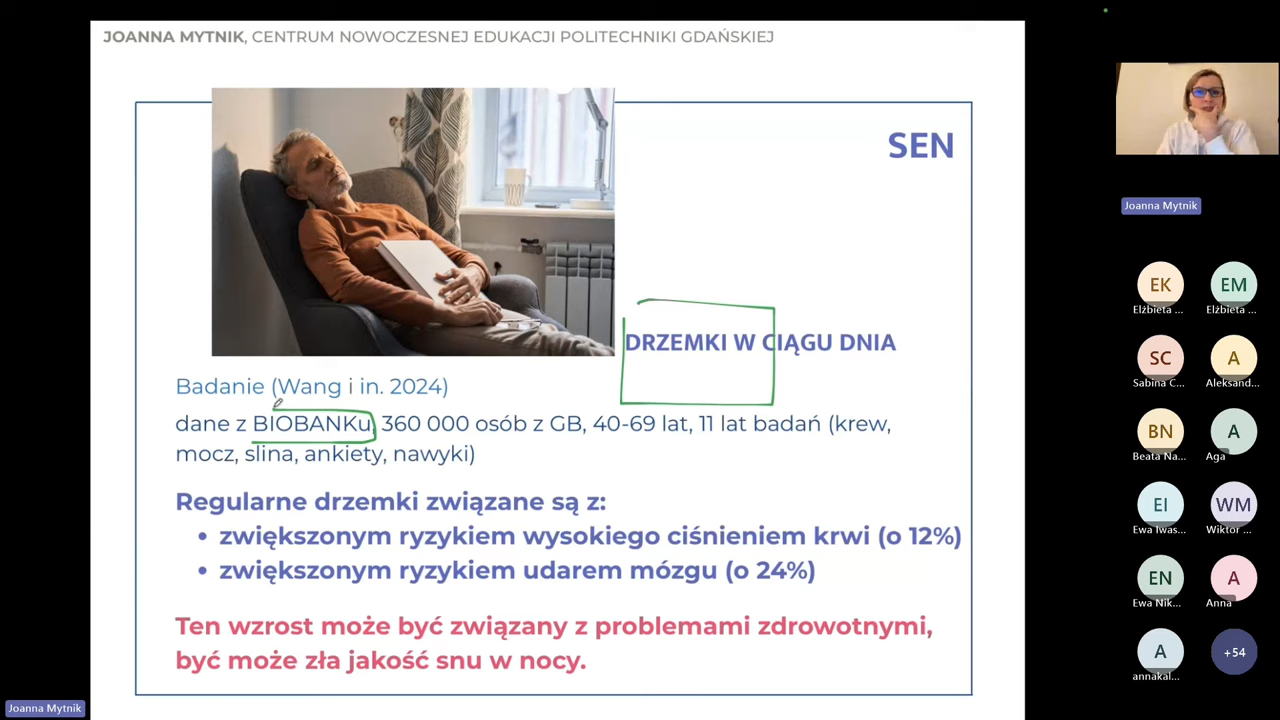 JOANNA MYTNIK, CENTRUM NOWOCZESNEJ EDUKACJI POLITECHNIKI GDAŃSKIEJ
SEN
DRZEMKI W CIĄGU DNIA
Badanie (Wang i in. 2024)
dane z BIOBANKu, 360 000 osób z GB, 40-69 lat, 11 lat badań (krew,
mocz, ślina, ankiety, nawyki)
Regularne drzemki związane są z:
• zwiększonym ryzykiem wysokiego ciśnieniem krwi (o 12%)
• zwiększonym ryzykiem udarem mózgu (o 24%)
Ten wzrost może być związany z problemami zdrowotnymi,
być może zła jakość snu w nocy.
Joanna Mytnik
Joanna Mytnik
EK
EM
Elżbieta ...
Elżbieta ...
SC
A
Sabina C...
Aleksand...
BN
A
Beata Na...
Aga
EI
WM
Ewa Iwas...
Wiktor ...
EN
A
Ewa Nik...
Anna
A
+54
annakal...